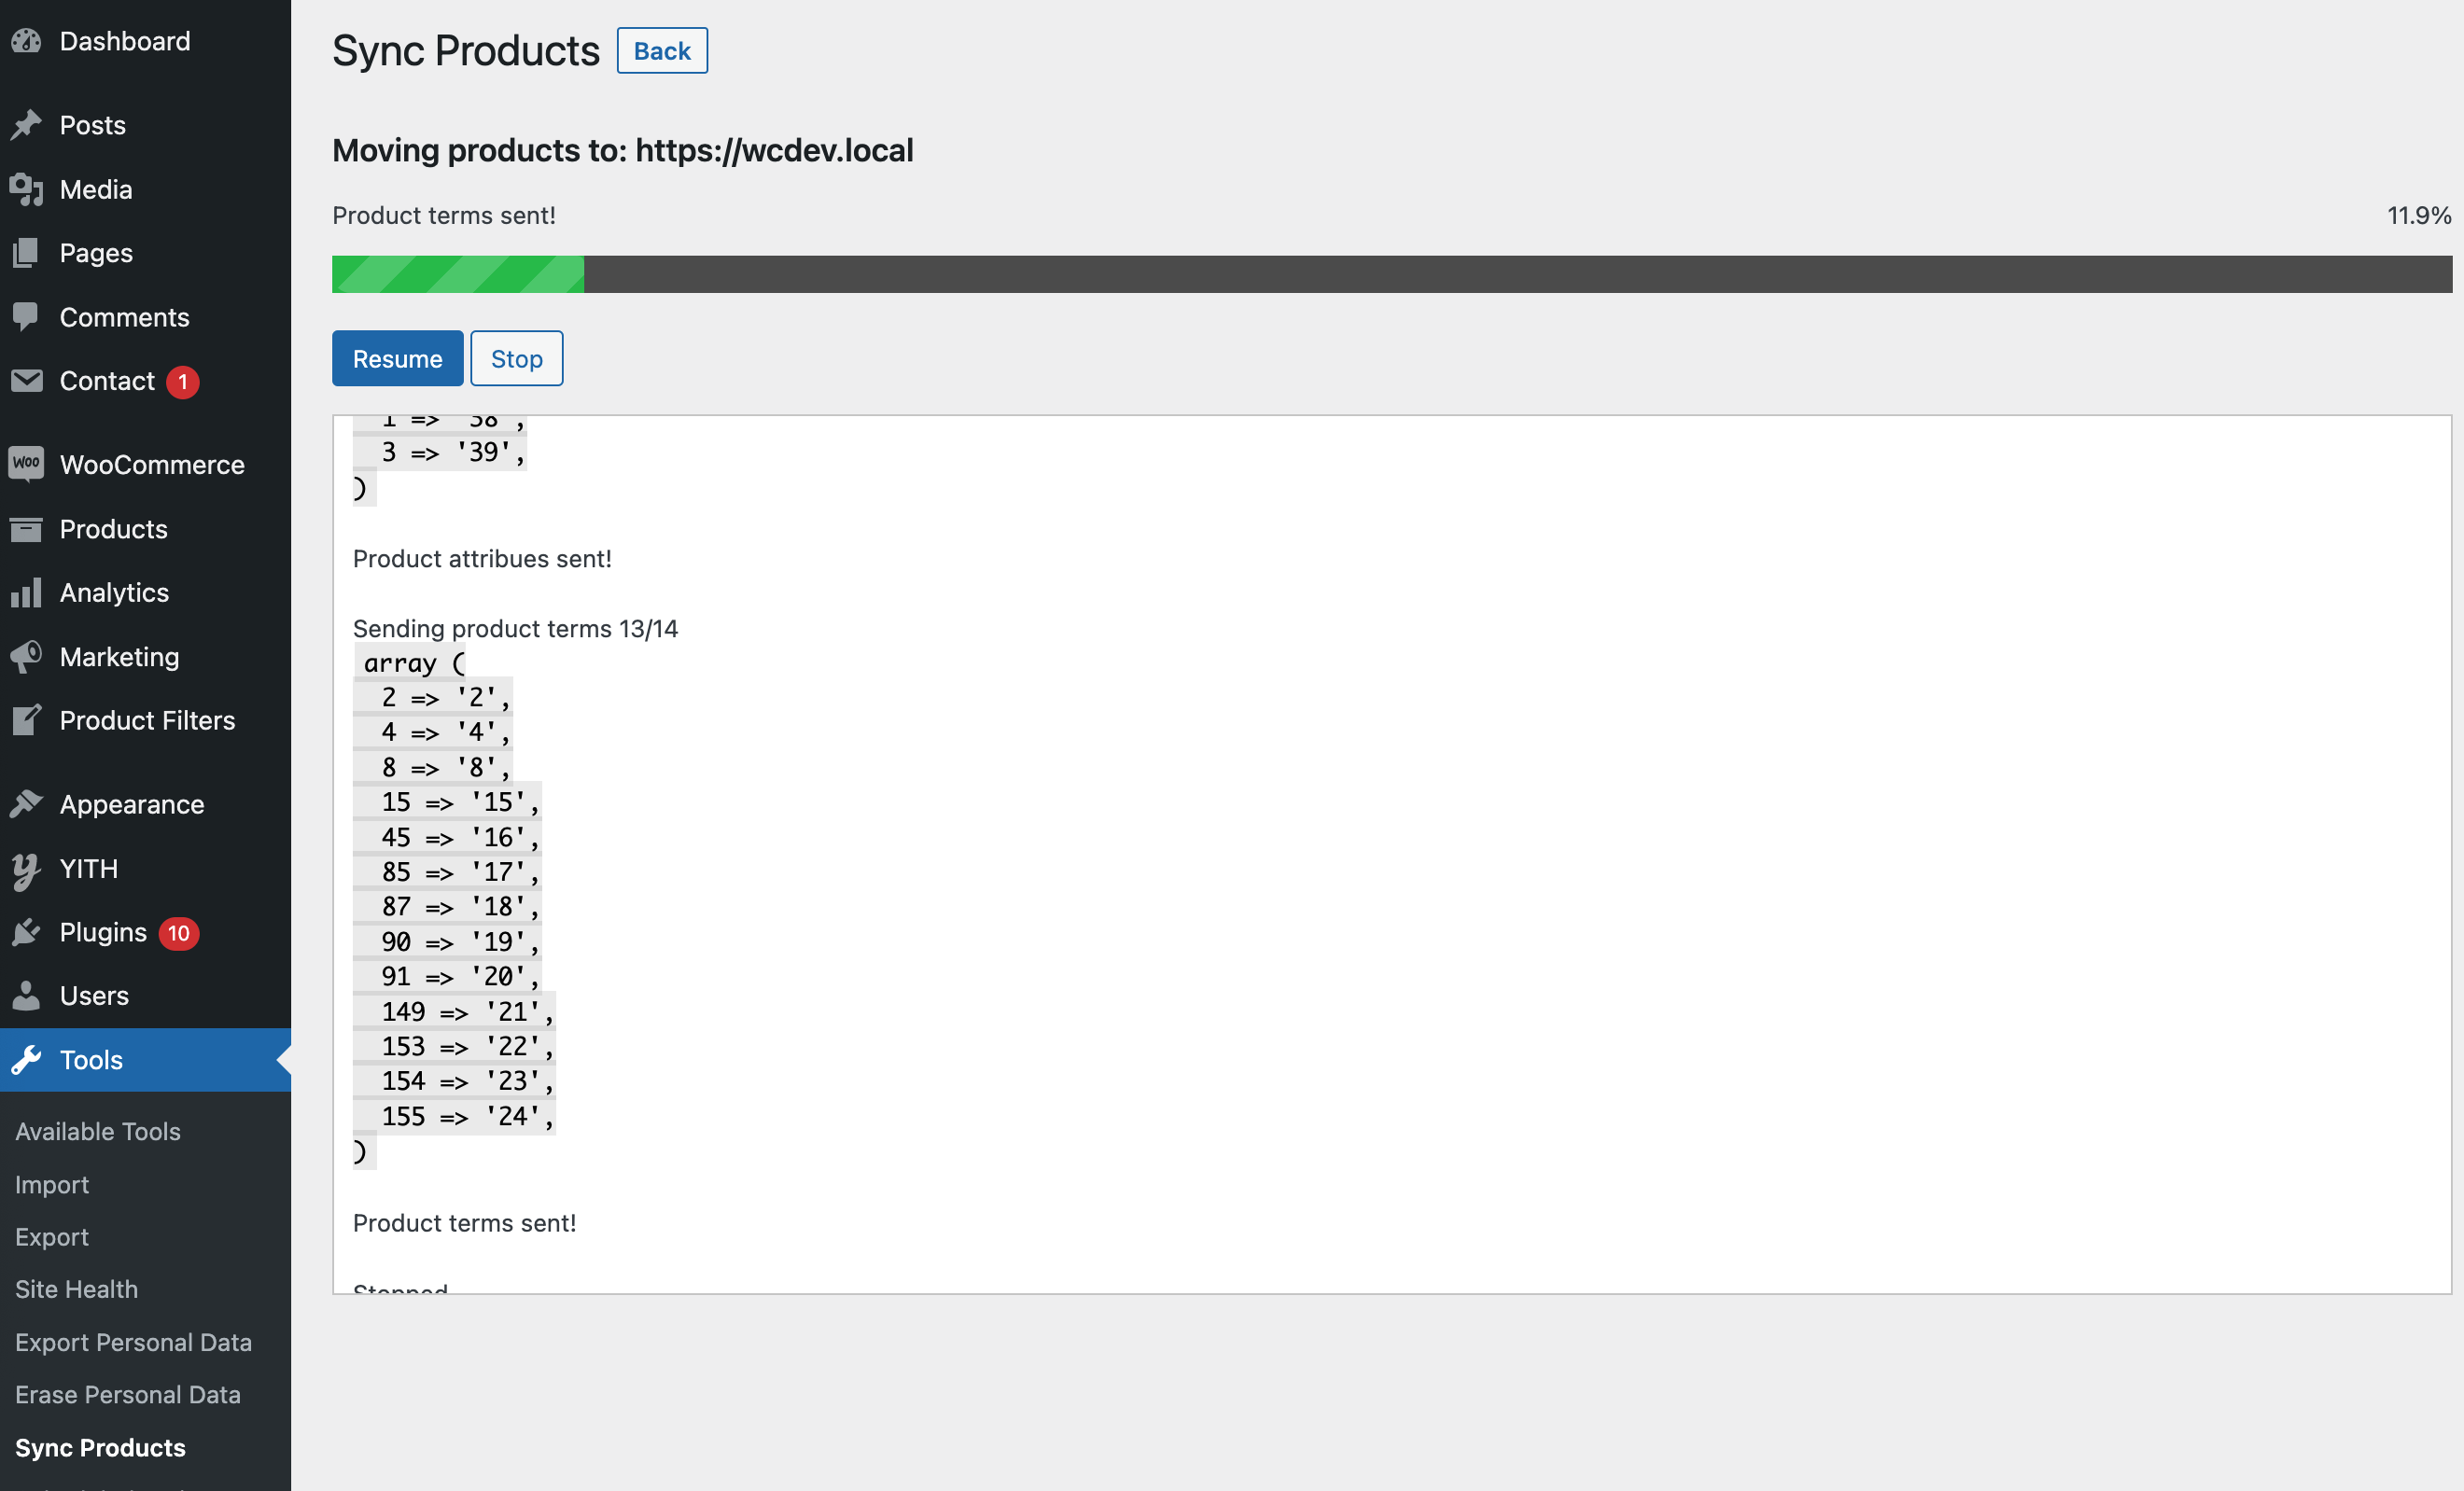 Dashboard
Posts
Media
Pages
Comments
Contact 1
Woo WooCommerce
Products
Analytics
Marketing
Product Filters
Appearance
y YITH
Plugins 10
Users
Tools
Available Tools
Import
Export
Site Health
Export Personal Data
Erase Personal Data
Sync Products
Sync Products Back
Moving products to: https://wcdev.local
Product terms sent! 11.9%
Resume Stop
1 => '38',
3 => '39',
)
Product attribues sent!
Sending product terms 13/14
array (
2 => '2',
4 => '4',
8 => '8',
15 => '15',
45 => '16',
85 => '17',
87 => '18',
90 => '19',
91 => '20',
149 => '21',
153 => '22',
154 => '23',
155 => '24',
)
Product terms sent!
Stopped